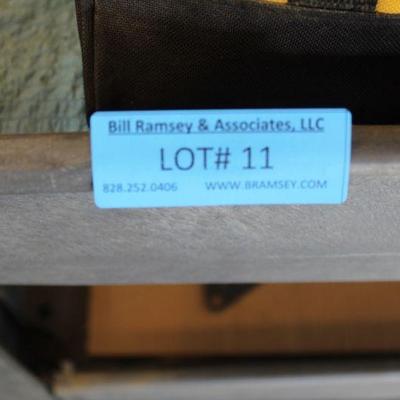 Bill Ramsey & Associates, LLC
LOT# 11
828.252.0406 WWW.BRAMSEY.COM